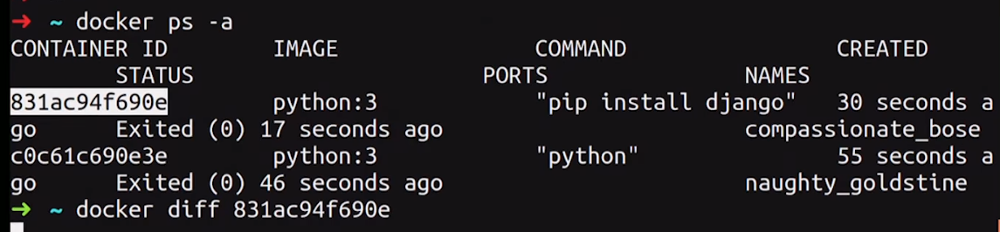 ➜ ~ docker ps -a
CONTAINER ID IMAGE COMMAND CREATED
STATUS PORTS NAMES
831ac94f690e python:3 "pip install django" 30 seconds a
go Exited (0) 17 seconds ago compassionate_bose
c0c61c690e3e python:3 "python" 55 seconds a
go Exited (0) 46 seconds ago naughty_goldstine
➜ ~ docker diff 831ac94f690e